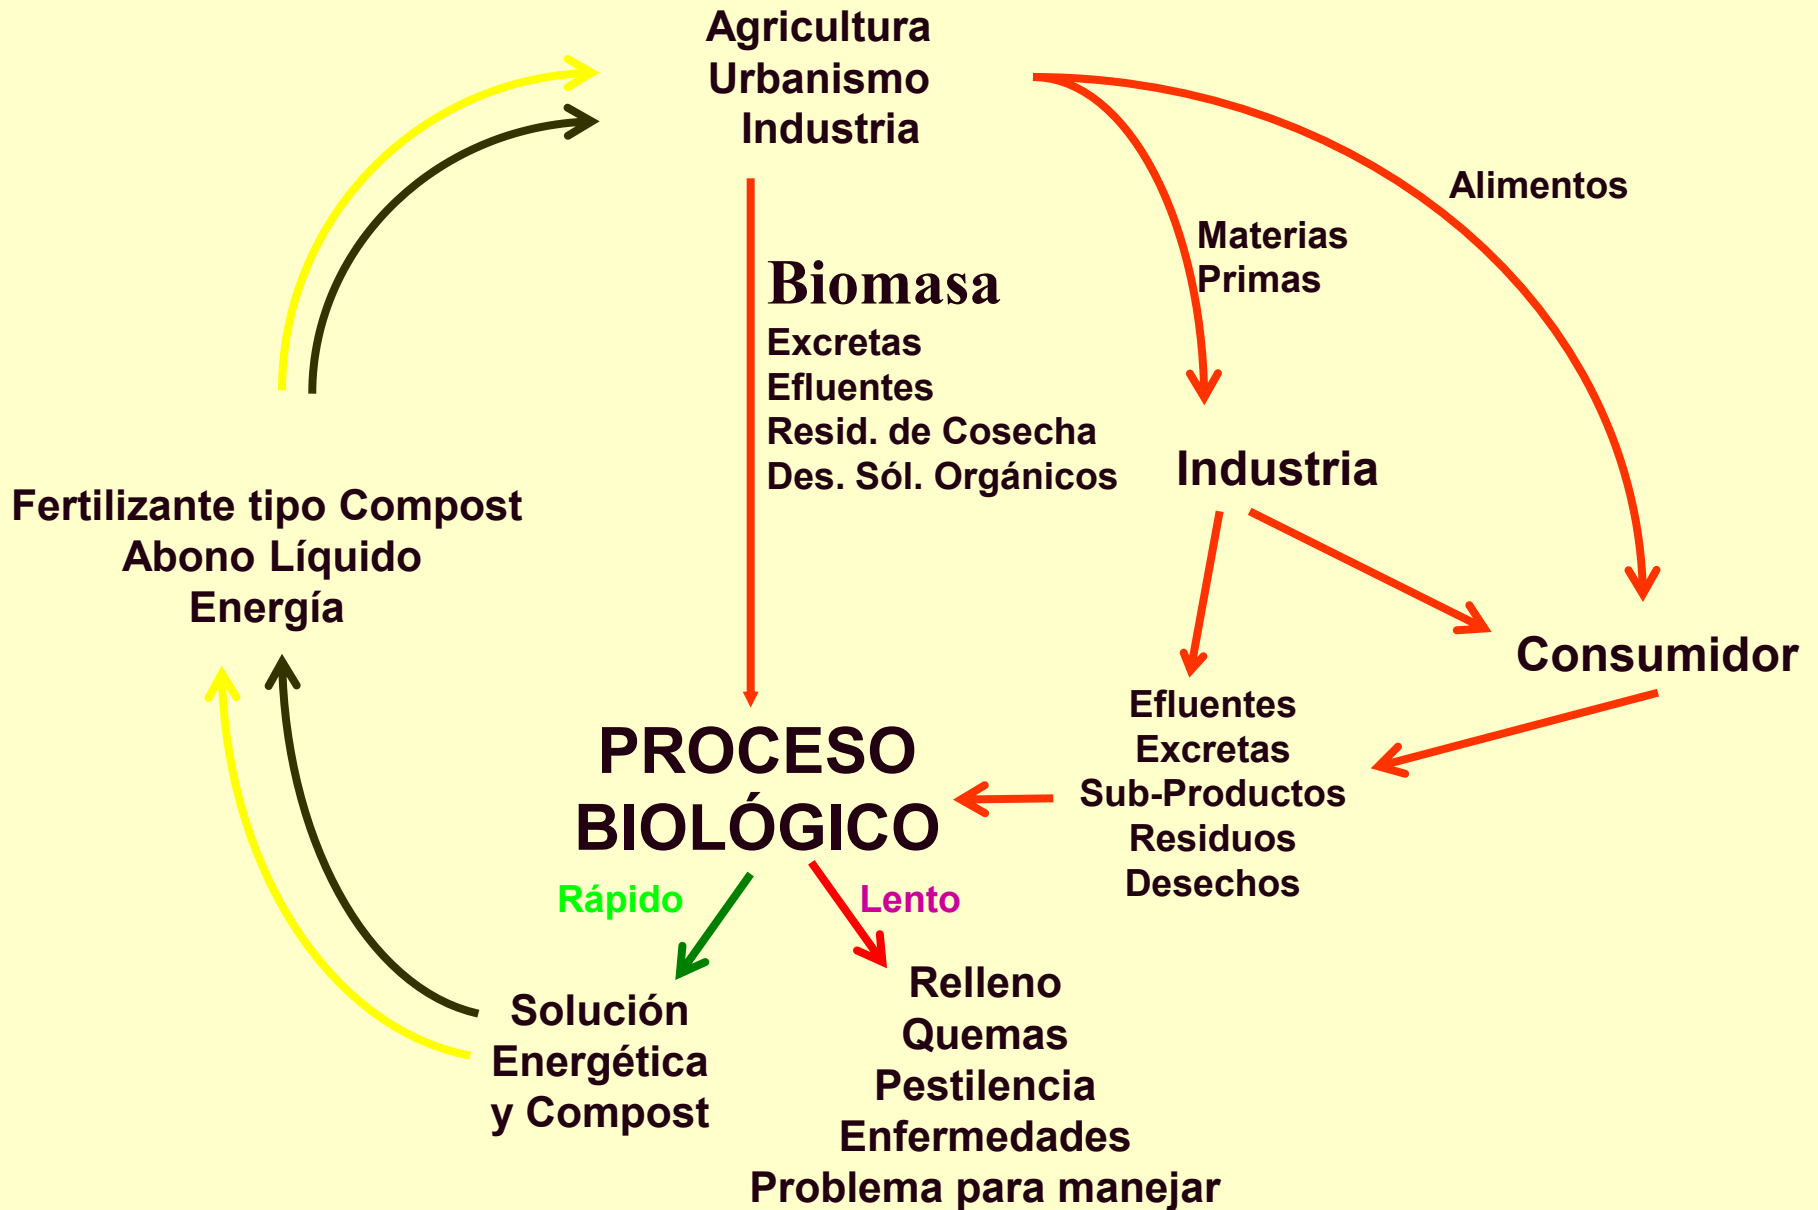 Agricultura
Urbanismo
Industria
Alimentos
Materias
Primas
Biomasa
Excretas
Efluentes
Resid. de Cosecha
Des. Sól. Orgánicos
Industria
Fertilizante tipo Compost
Abono Líquido
Energía
Consumidor
Efluentes
Excretas
Sub-Productos
Residuos
Desechos
PROCESO
BIOLÓGICO
Rápido
Lento
Solución
Energética
y Compost
Relleno
Quemas
Pestilencia
Enfermedades
Problema para manejar